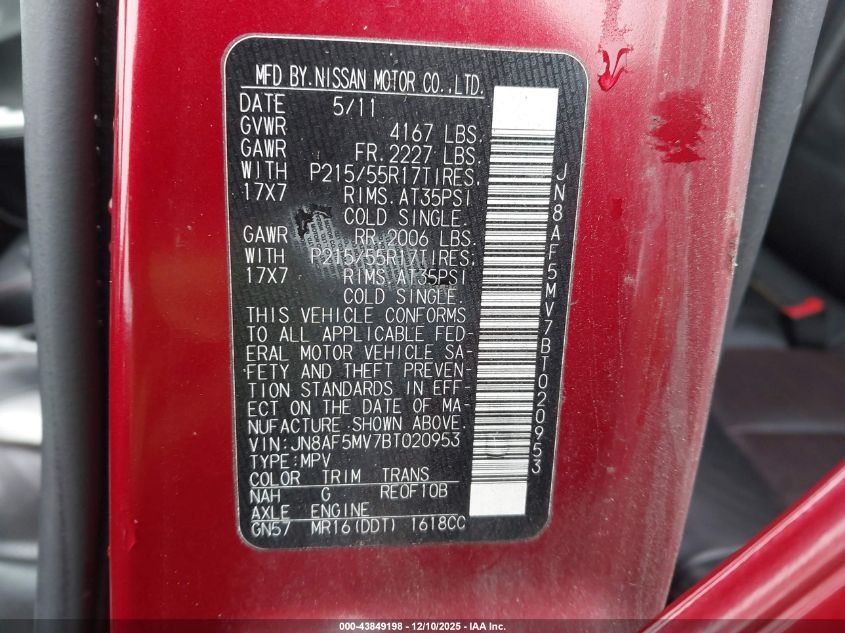 MFD BY.NISSAN MOTOR CO.,LTD.
DATE 5/11
GVWR 4167 LBS.
GAWR FR.2227 LBS.
WITH P215/55R17TIRES.
17X7 RIMS.AT35PSI
COLD SINGLE.
GAWR RR.2006 LBS.
WITH P215/55R17TIRES.
17X7 RIMS.AT35PSI
COLD SINGLE.
THIS VEHICLE CONFORMS
TO ALL APPLICABLE FED-
ERAL MOTOR VEHICLE SA-
FETY AND THEFT PREVEN-
TION STANDARDS IN EFF-
ECT ON THE DATE OF MA-
NUFACTURE SHOWN ABOVE.
VIN:JN8AF5MV7BT020953
TYPE:MPV
COLOR TRIM TRANS
NAH G RE0F10B
AXLE ENGINE
GN57 MR16(DDT) 1618CC
JN8AF5MV7BT020953
000-43849198 - 12/10/2025 - IAA Inc.